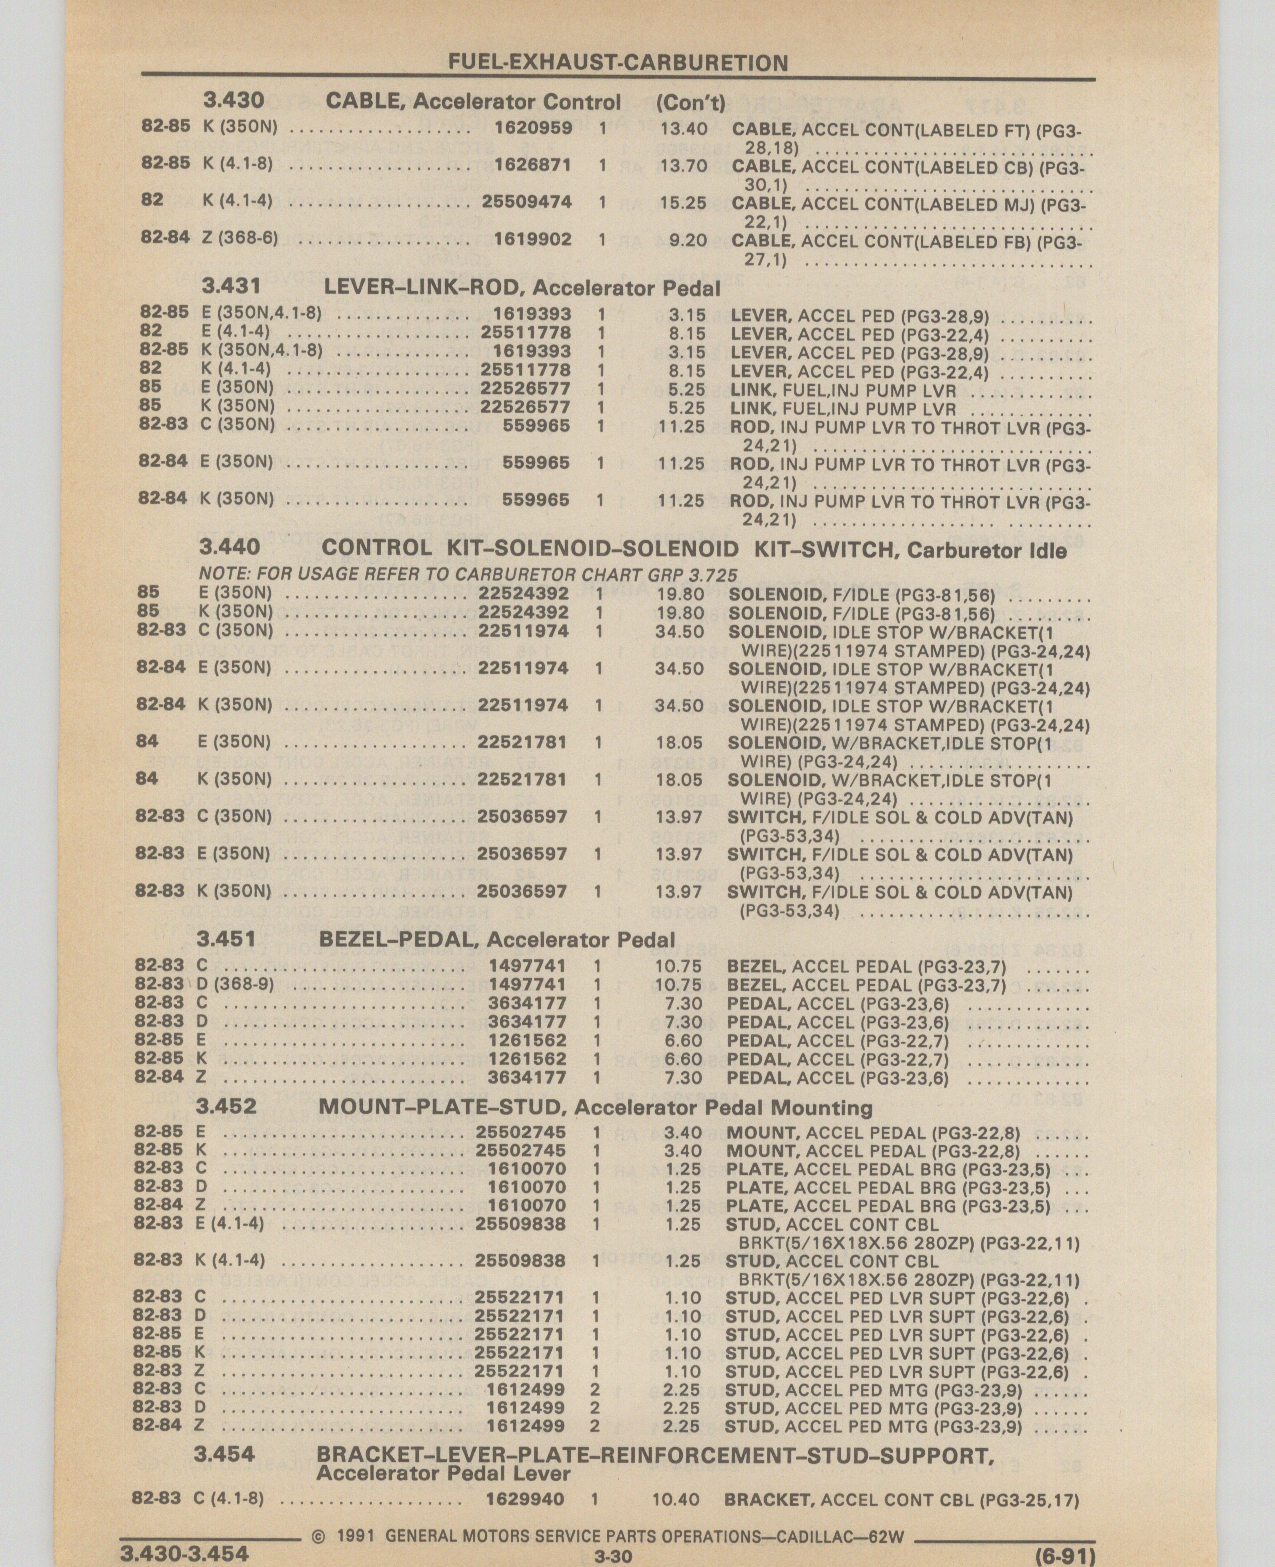 FUEL-EXHAUST-CARBURETION
3.430 CABLE, Accelerator Control (Con't)
82-85 K (350N) .................. 1620959 1 13.40 CABLE, ACCEL CONT(LABELED FT) (PG3-
28,18) ............................
82-85 K (4.1-8) .................. 1626871 1 13.70 CABLE, ACCEL CONT(LABELED CB) (PG3-
30,1) .............................
82 K (4.1-4) .................. 25509474 1 15.25 CABLE, ACCEL CONT(LABELED MJ) (PG3-
22,1) .............................
82-84 Z (368-6) ................. 1619902 1 9.20 CABLE, ACCEL CONT(LABELED FB) (PG3-
27,1) .............................
3.431 LEVER–LINK–ROD, Accelerator Pedal
82-85 E (350N,4.1-8) ............. 1619393 1 3.15 LEVER, ACCEL PED (PG3-28,9) ..........
82 E (4.1-4) .................. 25511778 1 8.15 LEVER, ACCEL PED (PG3-22,4) ..........
82-85 K (350N,4.1-8) ............. 1619393 1 3.15 LEVER, ACCEL PED (PG3-28,9) ..........
82 K (4.1-4) .................. 25511778 1 8.15 LEVER, ACCEL PED (PG3-22,4) ..........
85 E (350N) .................. 22526577 1 5.25 LINK, FUEL,INJ PUMP LVR ............
85 K (350N) .................. 22526577 1 5.25 LINK, FUEL,INJ PUMP LVR ............
82-83 C (350N) .................. 559965 1 11.25 ROD, INJ PUMP LVR TO THROT LVR (PG3-
24,21) ............................
82-84 E (350N) .................. 559965 1 11.25 ROD, INJ PUMP LVR TO THROT LVR (PG3-
24,21) ............................
82-84 K (350N) .................. 559965 1 11.25 ROD, INJ PUMP LVR TO THROT LVR (PG3-
24,21) ............................
3.440 CONTROL KIT–SOLENOID–SOLENOID KIT–SWITCH, Carburetor Idle
NOTE: FOR USAGE REFER TO CARBURETOR CHART GRP 3.725
85 E (350N) .................. 22524392 1 19.80 SOLENOID, F/IDLE (PG3-81,56) .........
85 K (350N) .................. 22524392 1 19.80 SOLENOID, F/IDLE (PG3-81,56) .........
82-83 C (350N) .................. 22511974 1 34.50 SOLENOID, IDLE STOP W/BRACKET(1
WIRE)(22511974 STAMPED) (PG3-24,24)
82-84 E (350N) .................. 22511974 1 34.50 SOLENOID, IDLE STOP W/BRACKET(1
WIRE)(22511974 STAMPED) (PG3-24,24)
82-84 K (350N) .................. 22511974 1 34.50 SOLENOID, IDLE STOP W/BRACKET(1
WIRE)(22511974 STAMPED) (PG3-24,24)
84 E (350N) .................. 22521781 1 18.05 SOLENOID, W/BRACKET,IDLE STOP(1
WIRE) (PG3-24,24) ..................
84 K (350N) .................. 22521781 1 18.05 SOLENOID, W/BRACKET,IDLE STOP(1
WIRE) (PG3-24,24) ..................
82-83 C (350N) .................. 25036597 1 13.97 SWITCH, F/IDLE SOL & COLD ADV(TAN)
(PG3-53,34) .......................
82-83 E (350N) .................. 25036597 1 13.97 SWITCH, F/IDLE SOL & COLD ADV(TAN)
(PG3-53,34) .......................
82-83 K (350N) .................. 25036597 1 13.97 SWITCH, F/IDLE SOL & COLD ADV(TAN)
(PG3-53,34) .......................
3.451 BEZEL–PEDAL, Accelerator Pedal
82-83 C ........................ 1497741 1 10.75 BEZEL, ACCEL PEDAL (PG3-23,7) .......
82-83 D (368-9) ................. 1497741 1 10.75 BEZEL, ACCEL PEDAL (PG3-23,7) .......
82-83 C ........................ 3634177 1 7.30 PEDAL, ACCEL (PG3-23,6) ............
82-83 D ........................ 3634177 1 7.30 PEDAL, ACCEL (PG3-23,6) ............
82-85 E ........................ 1261562 1 6.60 PEDAL, ACCEL (PG3-22,7) ............
82-85 K ........................ 1261562 1 6.60 PEDAL, ACCEL (PG3-22,7) ............
82-84 Z ........................ 3634177 1 7.30 PEDAL, ACCEL (PG3-23,6) ............
3.452 MOUNT–PLATE–STUD, Accelerator Pedal Mounting
82-85 E ........................ 25502745 1 3.40 MOUNT, ACCEL PEDAL (PG3-22,8) ......
82-85 K ........................ 25502745 1 3.40 MOUNT, ACCEL PEDAL (PG3-22,8) ......
82-83 C ........................ 1610070 1 1.25 PLATE, ACCEL PEDAL BRG (PG3-23,5) ...
82-83 D ........................ 1610070 1 1.25 PLATE, ACCEL PEDAL BRG (PG3-23,5) ...
82-84 Z ........................ 1610070 1 1.25 PLATE, ACCEL PEDAL BRG (PG3-23,5) ...
82-83 E (4.1-4) .................. 25509838 1 1.25 STUD, ACCEL CONT CBL
BRKT(5/16X18X.56 280ZP) (PG3-22,11)
82-83 K (4.1-4) .................. 25509838 1 1.25 STUD, ACCEL CONT CBL
BRKT(5/16X18X.56 280ZP) (PG3-22,11)
82-83 C ........................ 25522171 1 1.10 STUD, ACCEL PED LVR SUPT (PG3-22,6) .
82-83 D ........................ 25522171 1 1.10 STUD, ACCEL PED LVR SUPT (PG3-22,6) .
82-85 E ........................ 25522171 1 1.10 STUD, ACCEL PED LVR SUPT (PG3-22,6) .
82-85 K ........................ 25522171 1 1.10 STUD, ACCEL PED LVR SUPT (PG3-22,6) .
82-83 Z ........................ 25522171 1 1.10 STUD, ACCEL PED LVR SUPT (PG3-22,6) .
82-83 C ........................ 1612499 2 2.25 STUD, ACCEL PED MTG (PG3-23,9) ......
82-83 D ........................ 1612499 2 2.25 STUD, ACCEL PED MTG (PG3-23,9) ......
82-84 Z ........................ 1612499 2 2.25 STUD, ACCEL PED MTG (PG3-23,9) ......
3.454 BRACKET–LEVER–PLATE–REINFORCEMENT–STUD–SUPPORT,
Accelerator Pedal Lever
82-83 C (4.1-8) .................. 1629940 1 10.40 BRACKET, ACCEL CONT CBL (PG3-25,17)
© 1991 GENERAL MOTORS SERVICE PARTS OPERATIONS—CADILLAC—62W
3.430-3.454 3-30 (6-91)